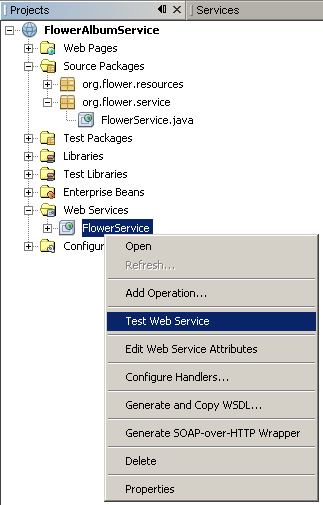 Projects
Services
FlowerAlbumService
Web Pages
Source Packages
org.flower.resources
org.flower.service
FlowerService.java
Test Packages
Libraries
Test Libraries
Enterprise Beans
Web Services
FlowerService
Configur
Open
Refresh...
Add Operation...
Test Web Service
Edit Web Service Attributes
Configure Handlers...
Generate and Copy WSDL...
Generate SOAP-over-HTTP Wrapper
Delete
Properties